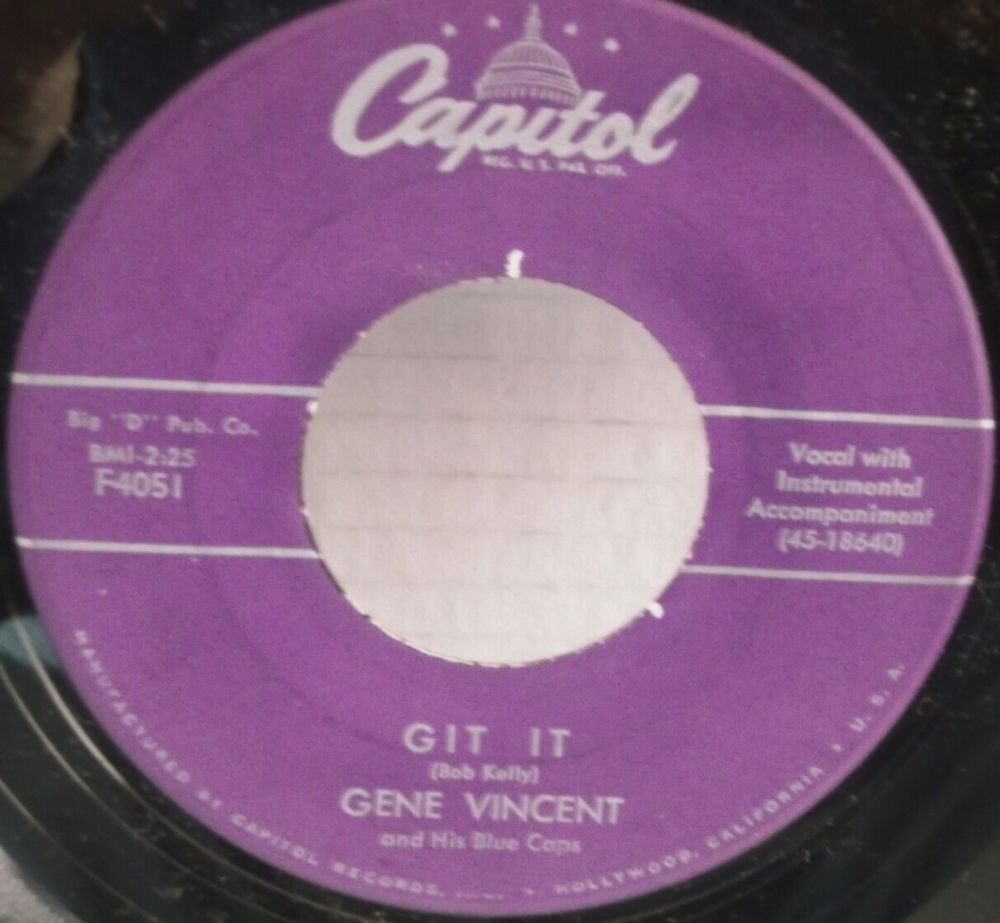 Capitol
REG. U. S. PAT. OFF.
Big "D" Pub. Co.
BMI-2:25
F4051
Vocal with
Instrumental
Accompaniment
(45-18640)
GIT IT
(Bob Kelly)
GENE VINCENT
and His Blue Caps
MANUFACTURED BY CAPITOL RECORDS, • HOLLYWOOD, CALIFORNIA • U. S. A.